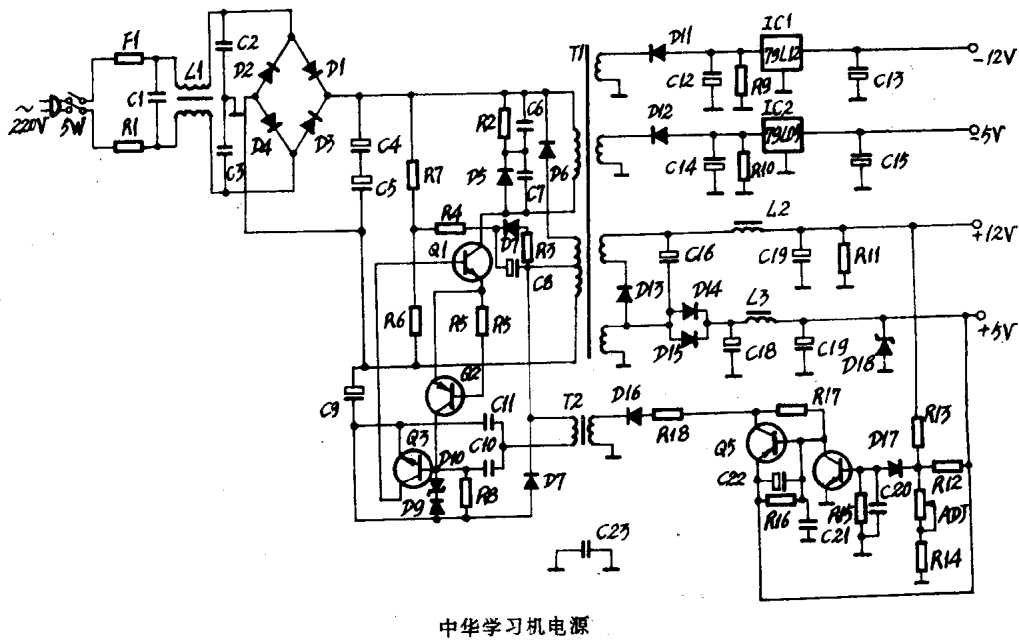 F1
L1
C2
C1
~
220V
SW
R1
C3
D2
D1
D4
D3
C4
C5
R7
R2
C6
D5
C7
D6
T1
D11
IC1
79L12
C12
R9
C13
-12V
D12
IC2
79L05
C14
R10
C15
-5V
R4
Q1
D7
R3
C8
R6
R5
R5
C16
L2
C19
R11
+12V
D13
D14
L3
D15
C18
C19
D18
+5V
Q2
C9
Q3
C11
C10
D10
D9
R8
T2
D7
D16
R18
R17
Q5
C22
R16
C21
R15
C20
D17
R13
R12
ADJ
R14
C23
中华学习机电源